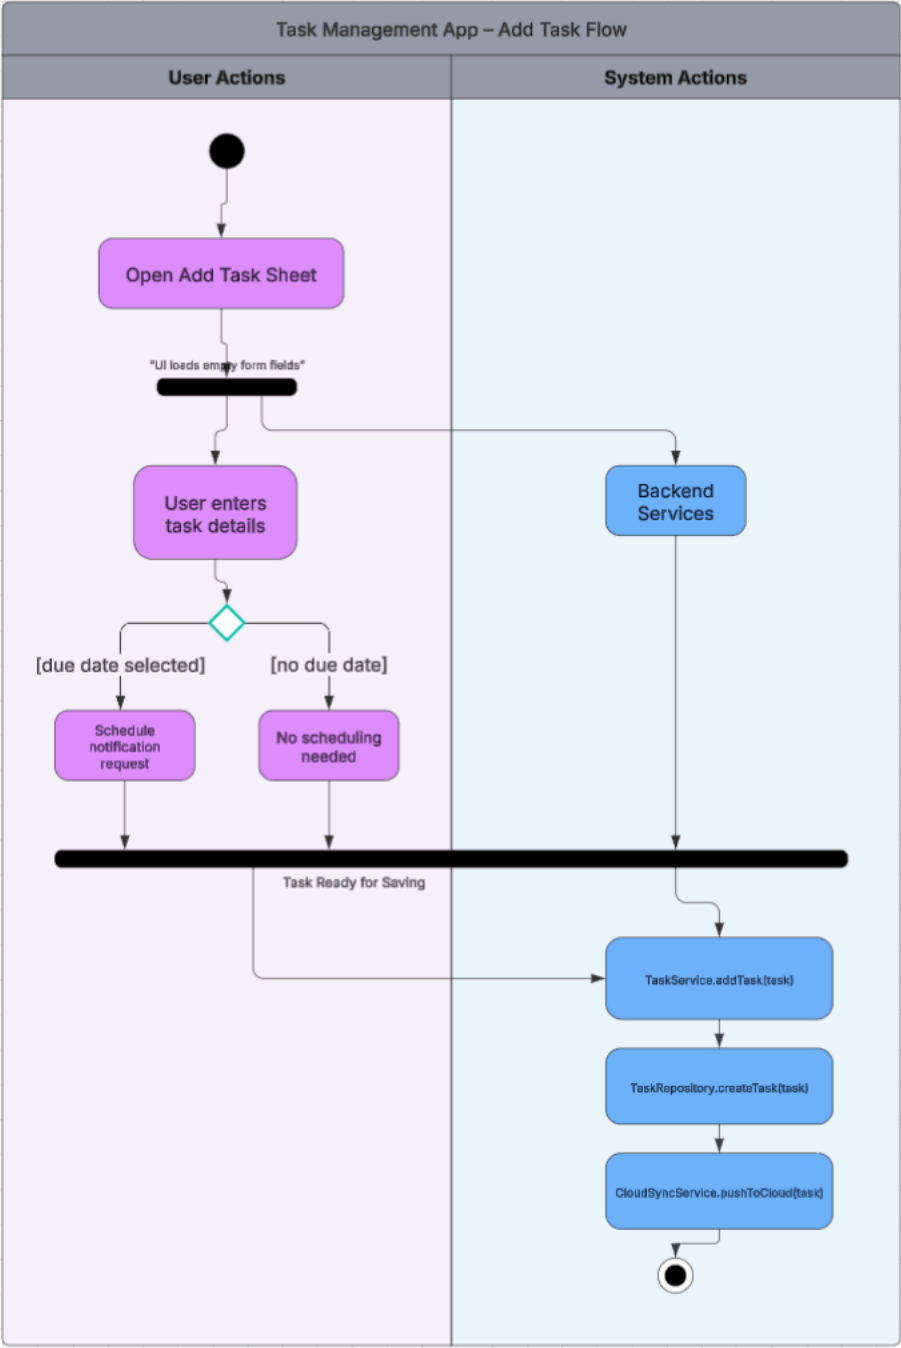 Task Management App – Add Task Flow
User Actions
System Actions
Open Add Task Sheet
"UI loads empty form fields"
User enters
task details
Backend
Services
[due date selected]
[no due date]
Schedule
notification
request
No scheduling
needed
Task Ready for Saving
TaskService.addTask(task)
TaskRepository.createTask(task)
CloudSyncService.pushToCloud(task)